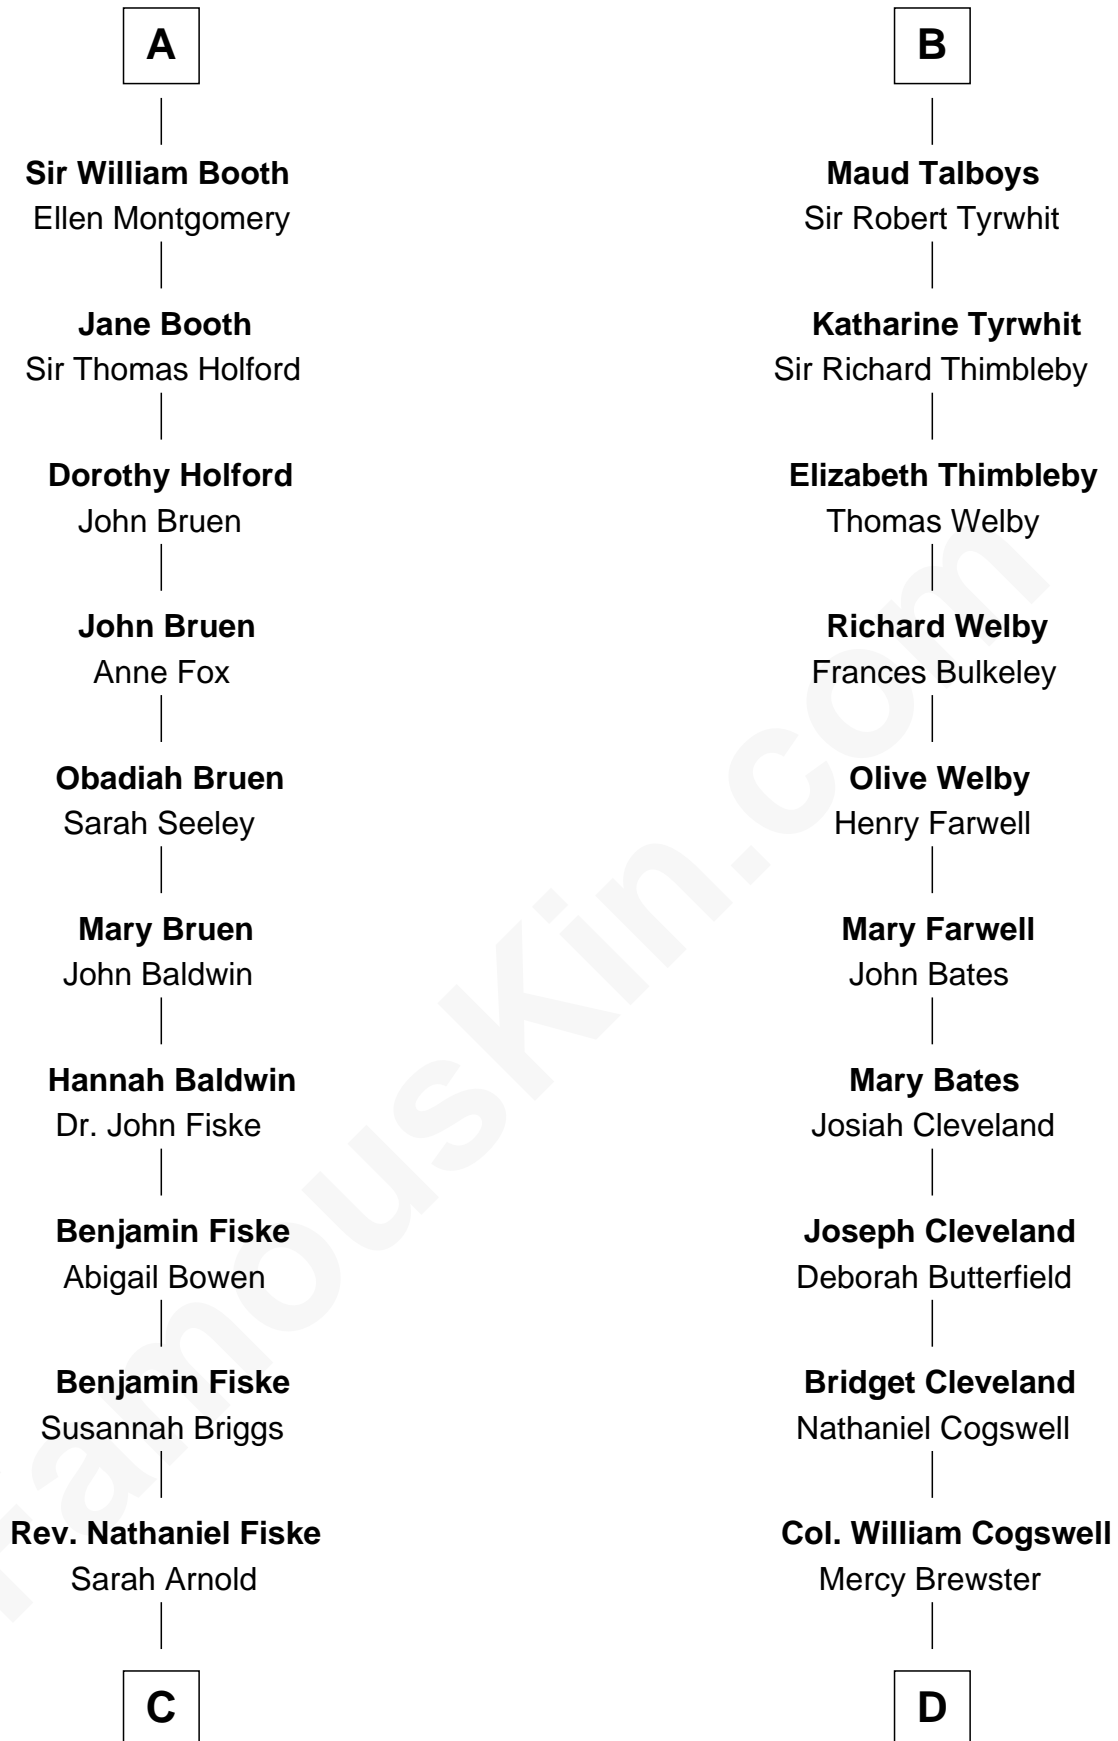 A
Sir William Booth
Ellen Montgomery
Jane Booth
Sir Thomas Holford
Dorothy Holford
John Bruen
John Bruen
Anne Fox
Obadiah Bruen
Sarah Seeley
Mary Bruen
John Baldwin
Hannah Baldwin
Dr. John Fiske
Benjamin Fiske
Abigail Bowen
Benjamin Fiske
Susannah Briggs
Rev. Nathaniel Fiske
Sarah Arnold
C
B
Maud Talboys
Sir Robert Tyrwhit
Katharine Tyrwhit
Sir Richard Thimbleby
Elizabeth Thimbleby
Thomas Welby
Richard Welby
Frances Bulkeley
Olive Welby
Henry Farwell
Mary Farwell
John Bates
Mary Bates
Josiah Cleveland
Joseph Cleveland
Deborah Butterfield
Bridget Cleveland
Nathaniel Cogswell
Col. William Cogswell
Mercy Brewster
D
FamousKin.com